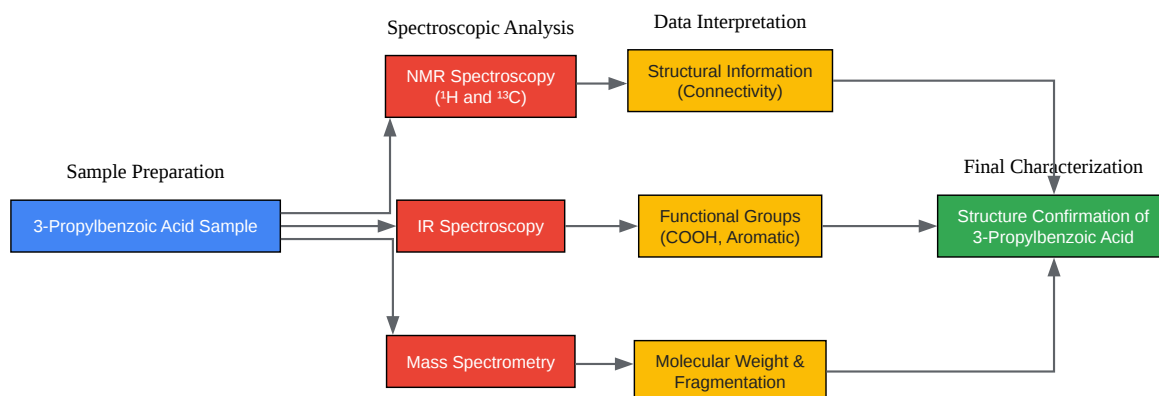 Spectroscopic Analysis
Data Interpretation
NMR Spectroscopy
(¹H and ¹³C)
Structural Information
(Connectivity)
Sample Preparation
Final Characterization
3-Propylbenzoic Acid Sample
IR Spectroscopy
Functional Groups
(COOH, Aromatic)
Structure Confirmation of
3-Propylbenzoic Acid
Mass Spectrometry
Molecular Weight &
Fragmentation